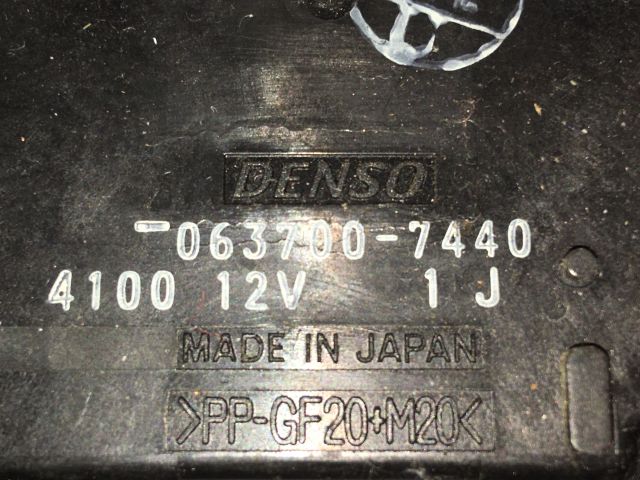 DENSO
-063700-7440
4100 12V 1 J
MADE IN JAPAN
>PP-GF20+M20<